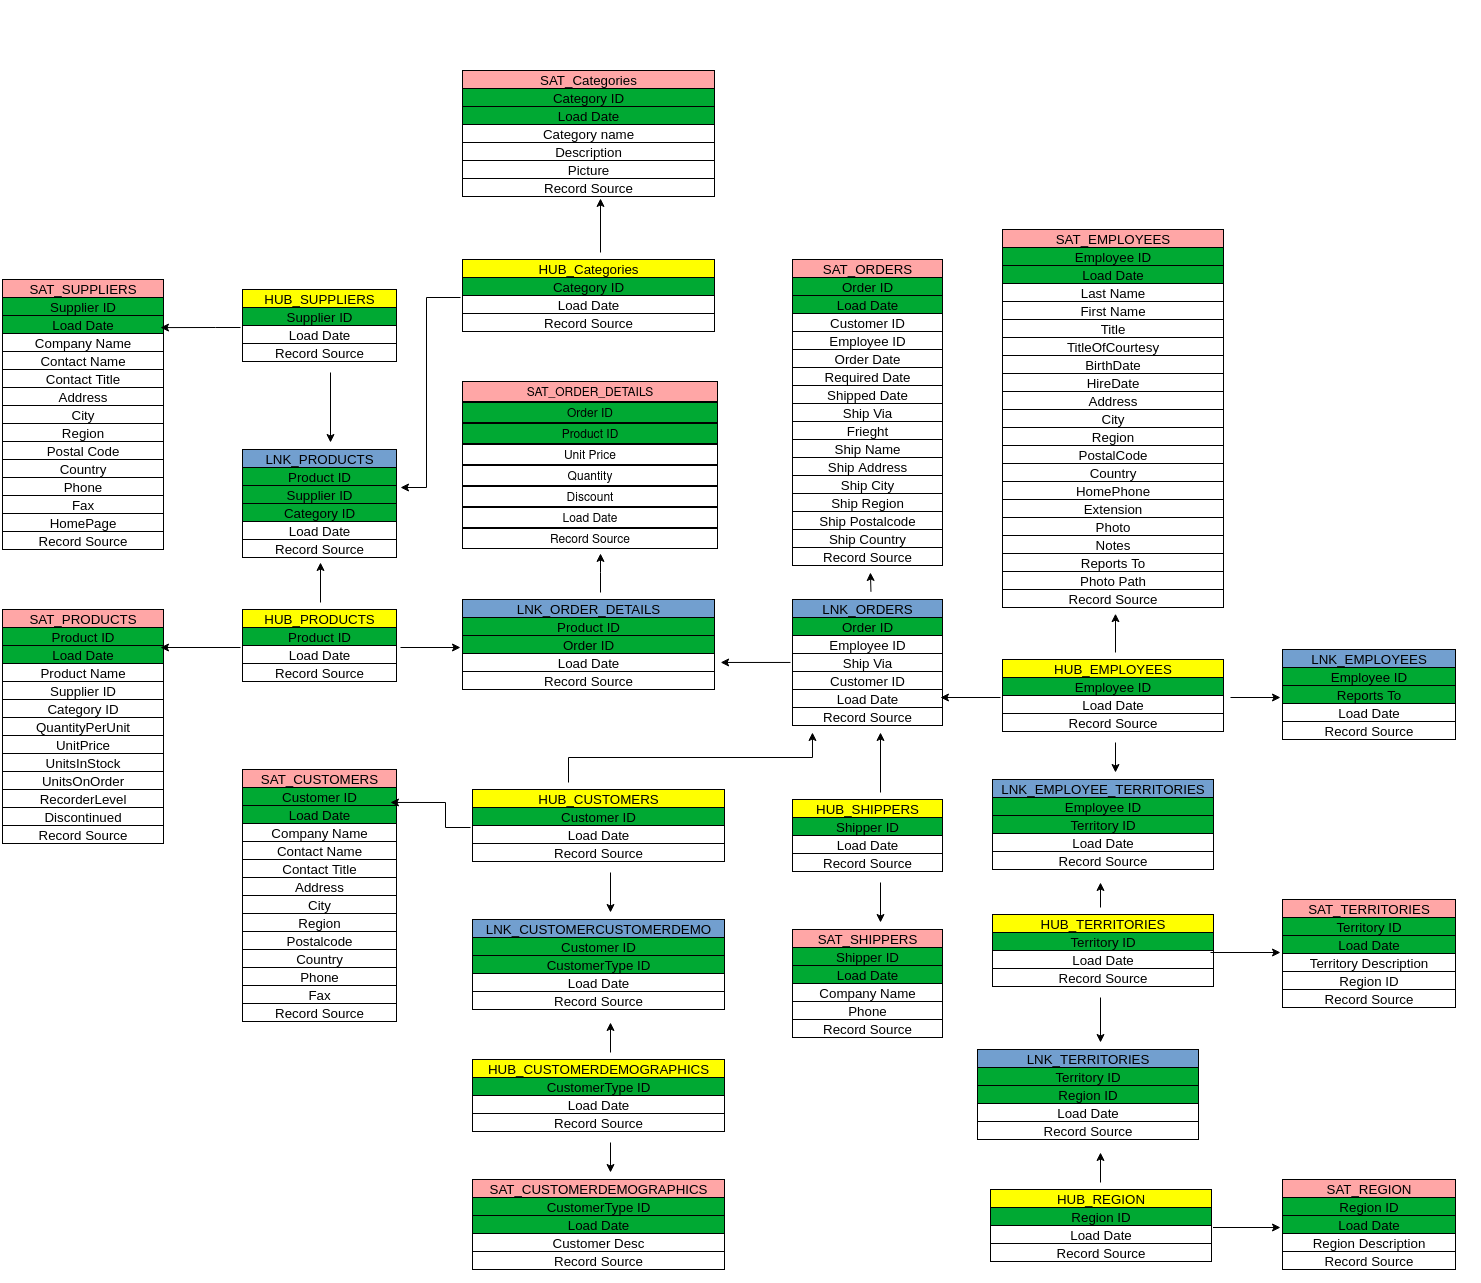 SAT_Categories
Category ID
Load Date
Category name
Description
Picture
Record Source
HUB_Categories
Category ID
Load Date
Record Source
SAT_SUPPLIERS
Supplier ID
Load Date
Company Name
Contact Name
Contact Title
Address
City
Region
Postal Code
Country
Phone
Fax
HomePage
Record Source
HUB_SUPPLIERS
Supplier ID
Load Date
Record Source
LNK_PRODUCTS
Product ID
Supplier ID
Category ID
Load Date
Record Source
SAT_ORDER_DETAILS
Order ID
Product ID
Unit Price
Quantity
Discount
Load Date
Record Source
SAT_ORDERS
Order ID
Load Date
Customer ID
Employee ID
Order Date
Required Date
Shipped Date
Ship Via
Frieght
Ship Name
Ship Address
Ship City
Ship Region
Ship Postalcode
Ship Country
Record Source
SAT_EMPLOYEES
Employee ID
Load Date
Last Name
First Name
Title
TitleOfCourtesy
BirthDate
HireDate
Address
City
Region
PostalCode
Country
HomePhone
Extension
Photo
Notes
Reports To
Photo Path
Record Source
SAT_PRODUCTS
Product ID
Load Date
Product Name
Supplier ID
Category ID
QuantityPerUnit
UnitPrice
UnitsInStock
UnitsOnOrder
RecorderLevel
Discontinued
Record Source
HUB_PRODUCTS
Product ID
Load Date
Record Source
LNK_ORDER_DETAILS
Product ID
Order ID
Load Date
Record Source
LNK_ORDERS
Order ID
Employee ID
Ship Via
Customer ID
Load Date
Record Source
HUB_EMPLOYEES
Employee ID
Load Date
Record Source
LNK_EMPLOYEES
Employee ID
Reports To
Load Date
Record Source
SAT_CUSTOMERS
Customer ID
Load Date
Company Name
Contact Name
Contact Title
Address
City
Region
Postalcode
Country
Phone
Fax
Record Source
HUB_CUSTOMERS
Customer ID
Load Date
Record Source
HUB_SHIPPERS
Shipper ID
Load Date
Record Source
LNK_EMPLOYEE_TERRITORIES
Employee ID
Territory ID
Load Date
Record Source
LNK_CUSTOMERCUSTOMERDEMO
Customer ID
CustomerType ID
Load Date
Record Source
SAT_SHIPPERS
Shipper ID
Load Date
Company Name
Phone
Record Source
HUB_TERRITORIES
Territory ID
Load Date
Record Source
SAT_TERRITORIES
Territory ID
Load Date
Territory Description
Region ID
Record Source
HUB_CUSTOMERDEMOGRAPHICS
CustomerType ID
Load Date
Record Source
LNK_TERRITORIES
Territory ID
Region ID
Load Date
Record Source
SAT_CUSTOMERDEMOGRAPHICS
CustomerType ID
Load Date
Customer Desc
Record Source
HUB_REGION
Region ID
Load Date
Record Source
SAT_REGION
Region ID
Load Date
Region Description
Record Source